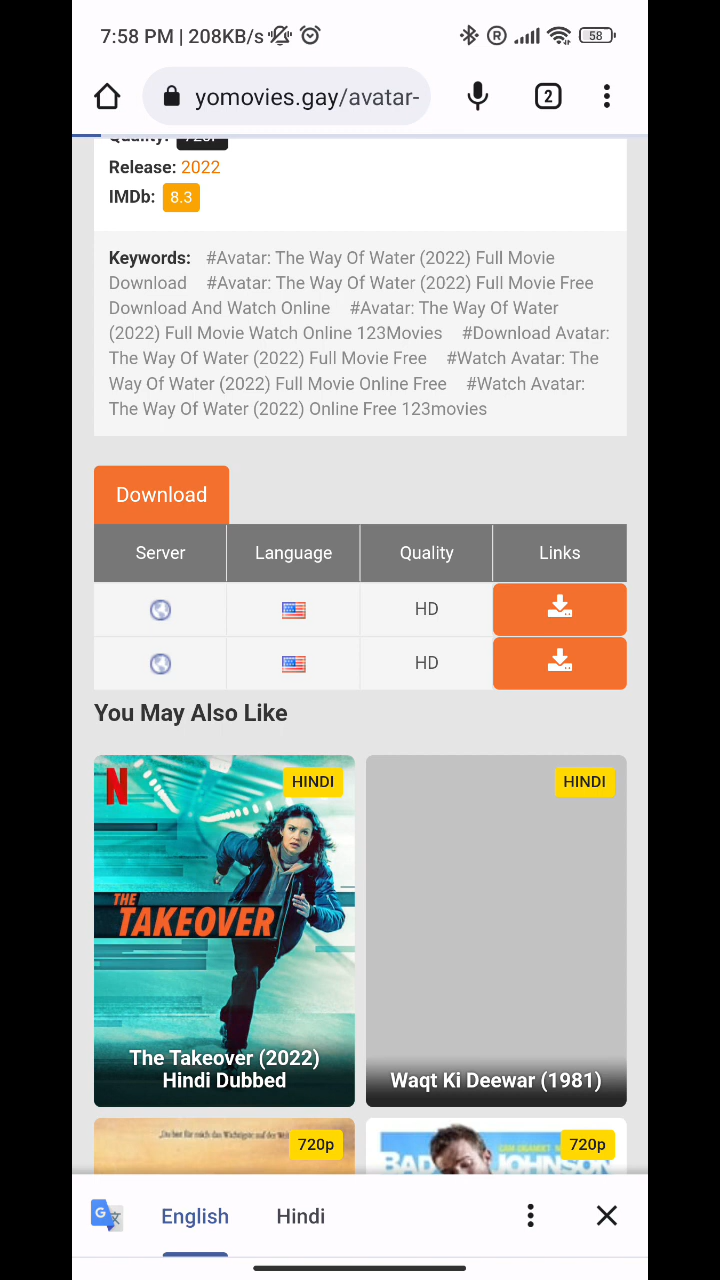 7:58 PM | 208KB/s
R
58
yomovies.gay/avatar-
2
Quality: 720P
Release: 2022
IMDb: 8.3
Keywords: #Avatar: The Way Of Water (2022) Full Movie
Download #Avatar: The Way Of Water (2022) Full Movie Free
Download And Watch Online #Avatar: The Way Of Water
(2022) Full Movie Watch Online 123Movies #Download Avatar:
The Way Of Water (2022) Full Movie Free #Watch Avatar: The
Way Of Water (2022) Full Movie Online Free #Watch Avatar:
The Way Of Water (2022) Online Free 123movies
Download
Server Language Quality Links
HD
HD
You May Also Like
N HINDI HINDI
THE
TAKEOVER
The Takeover (2022)
Hindi Dubbed
Waqt Ki Deewar (1981)
720p 720p
BAD JOHNSON
G 文 English Hindi